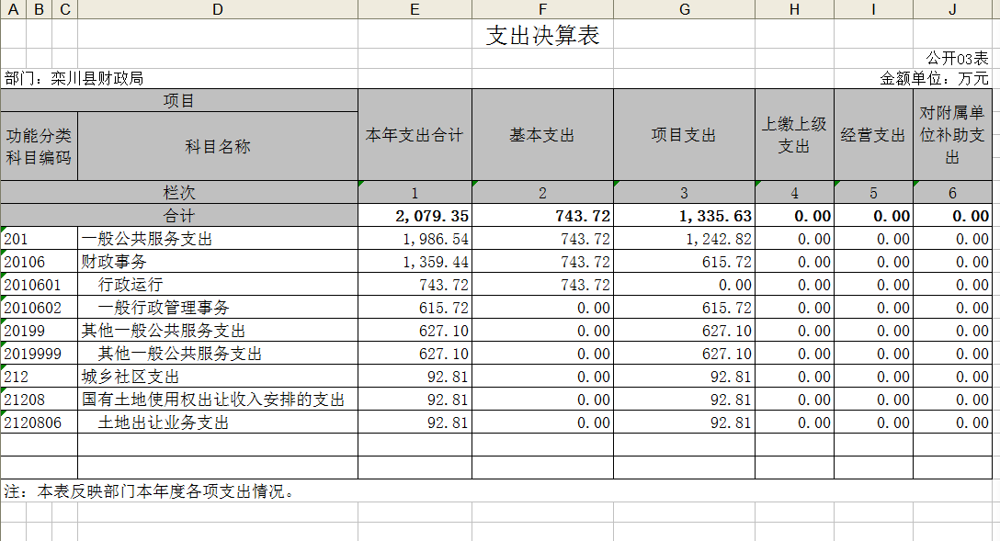 A B C D E F G H I J
支出决算表
公开03表
部门：栾川县财政局 金额单位：万元
项目 本年支出合计 基本支出 项目支出 上缴上级支出 经营支出 对附属单位补助支出
功能分类科目编码 科目名称
栏次 1 2 3 4 5 6
合计 2,079.35 743.72 1,335.63 0.00 0.00 0.00
201 一般公共服务支出 1,986.54 743.72 1,242.82 0.00 0.00 0.00
20106 财政事务 1,359.44 743.72 615.72 0.00 0.00 0.00
2010601 行政运行 743.72 743.72 0.00 0.00 0.00 0.00
2010602 一般行政管理事务 615.72 0.00 615.72 0.00 0.00 0.00
20199 其他一般公共服务支出 627.10 0.00 627.10 0.00 0.00 0.00
2019999 其他一般公共服务支出 627.10 0.00 627.10 0.00 0.00 0.00
212 城乡社区支出 92.81 0.00 92.81 0.00 0.00 0.00
21208 国有土地使用权出让收入安排的支出 92.81 0.00 92.81 0.00 0.00 0.00
2120806 土地出让业务支出 92.81 0.00 92.81 0.00 0.00 0.00
注：本表反映部门本年度各项支出情况。